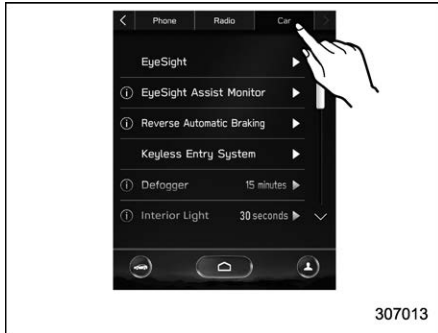 Phone Radio Car
EyeSight
EyeSight Assist Monitor
Reverse Automatic Braking
Keyless Entry System
Defogger 15 minutes
Interior Light 30 seconds
307013